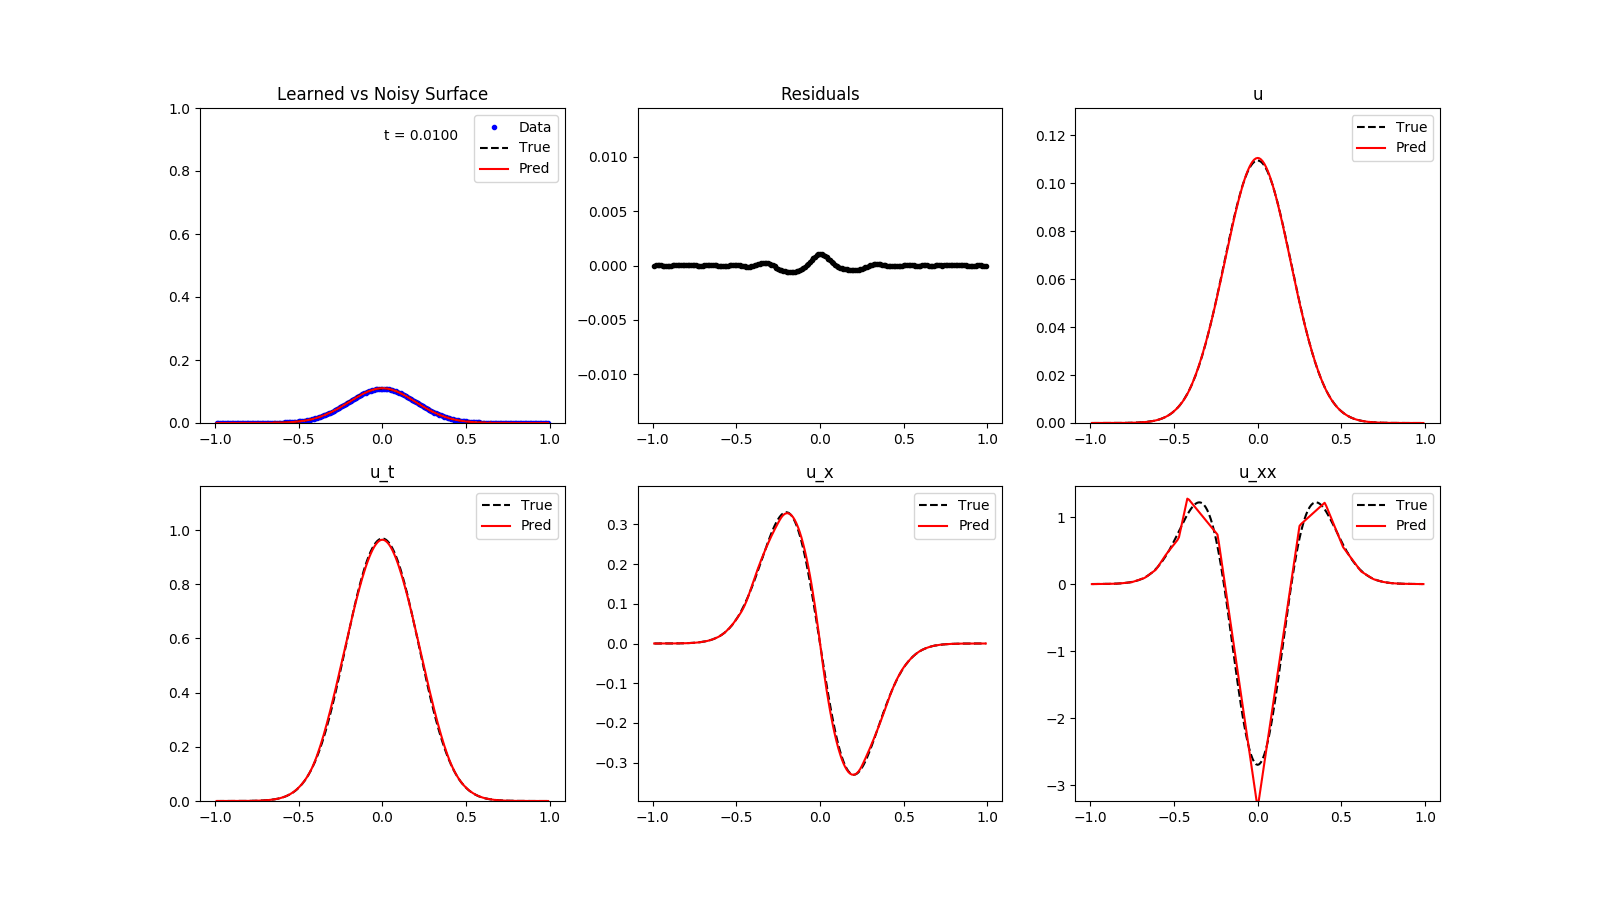 Learned vs Noisy Surface
1.0
0.8
0.6
0.4
0.2
0.0
t = 0.0100
Data
True
Pred
−1.0 −0.5 0.0 0.5 1.0
Residuals
0.010
0.005
0.000
−0.005
−0.010
−1.0 −0.5 0.0 0.5 1.0
u
0.12
0.10
0.08
0.06
0.04
0.02
0.00
True
Pred
−1.0 −0.5 0.0 0.5 1.0
u_t
1.0
0.8
0.6
0.4
0.2
0.0
True
Pred
−1.0 −0.5 0.0 0.5 1.0
u_x
0.3
0.2
0.1
0.0
−0.1
−0.2
−0.3
True
Pred
−1.0 −0.5 0.0 0.5 1.0
u_xx
1
0
−1
−2
−3
True
Pred
−1.0 −0.5 0.0 0.5 1.0